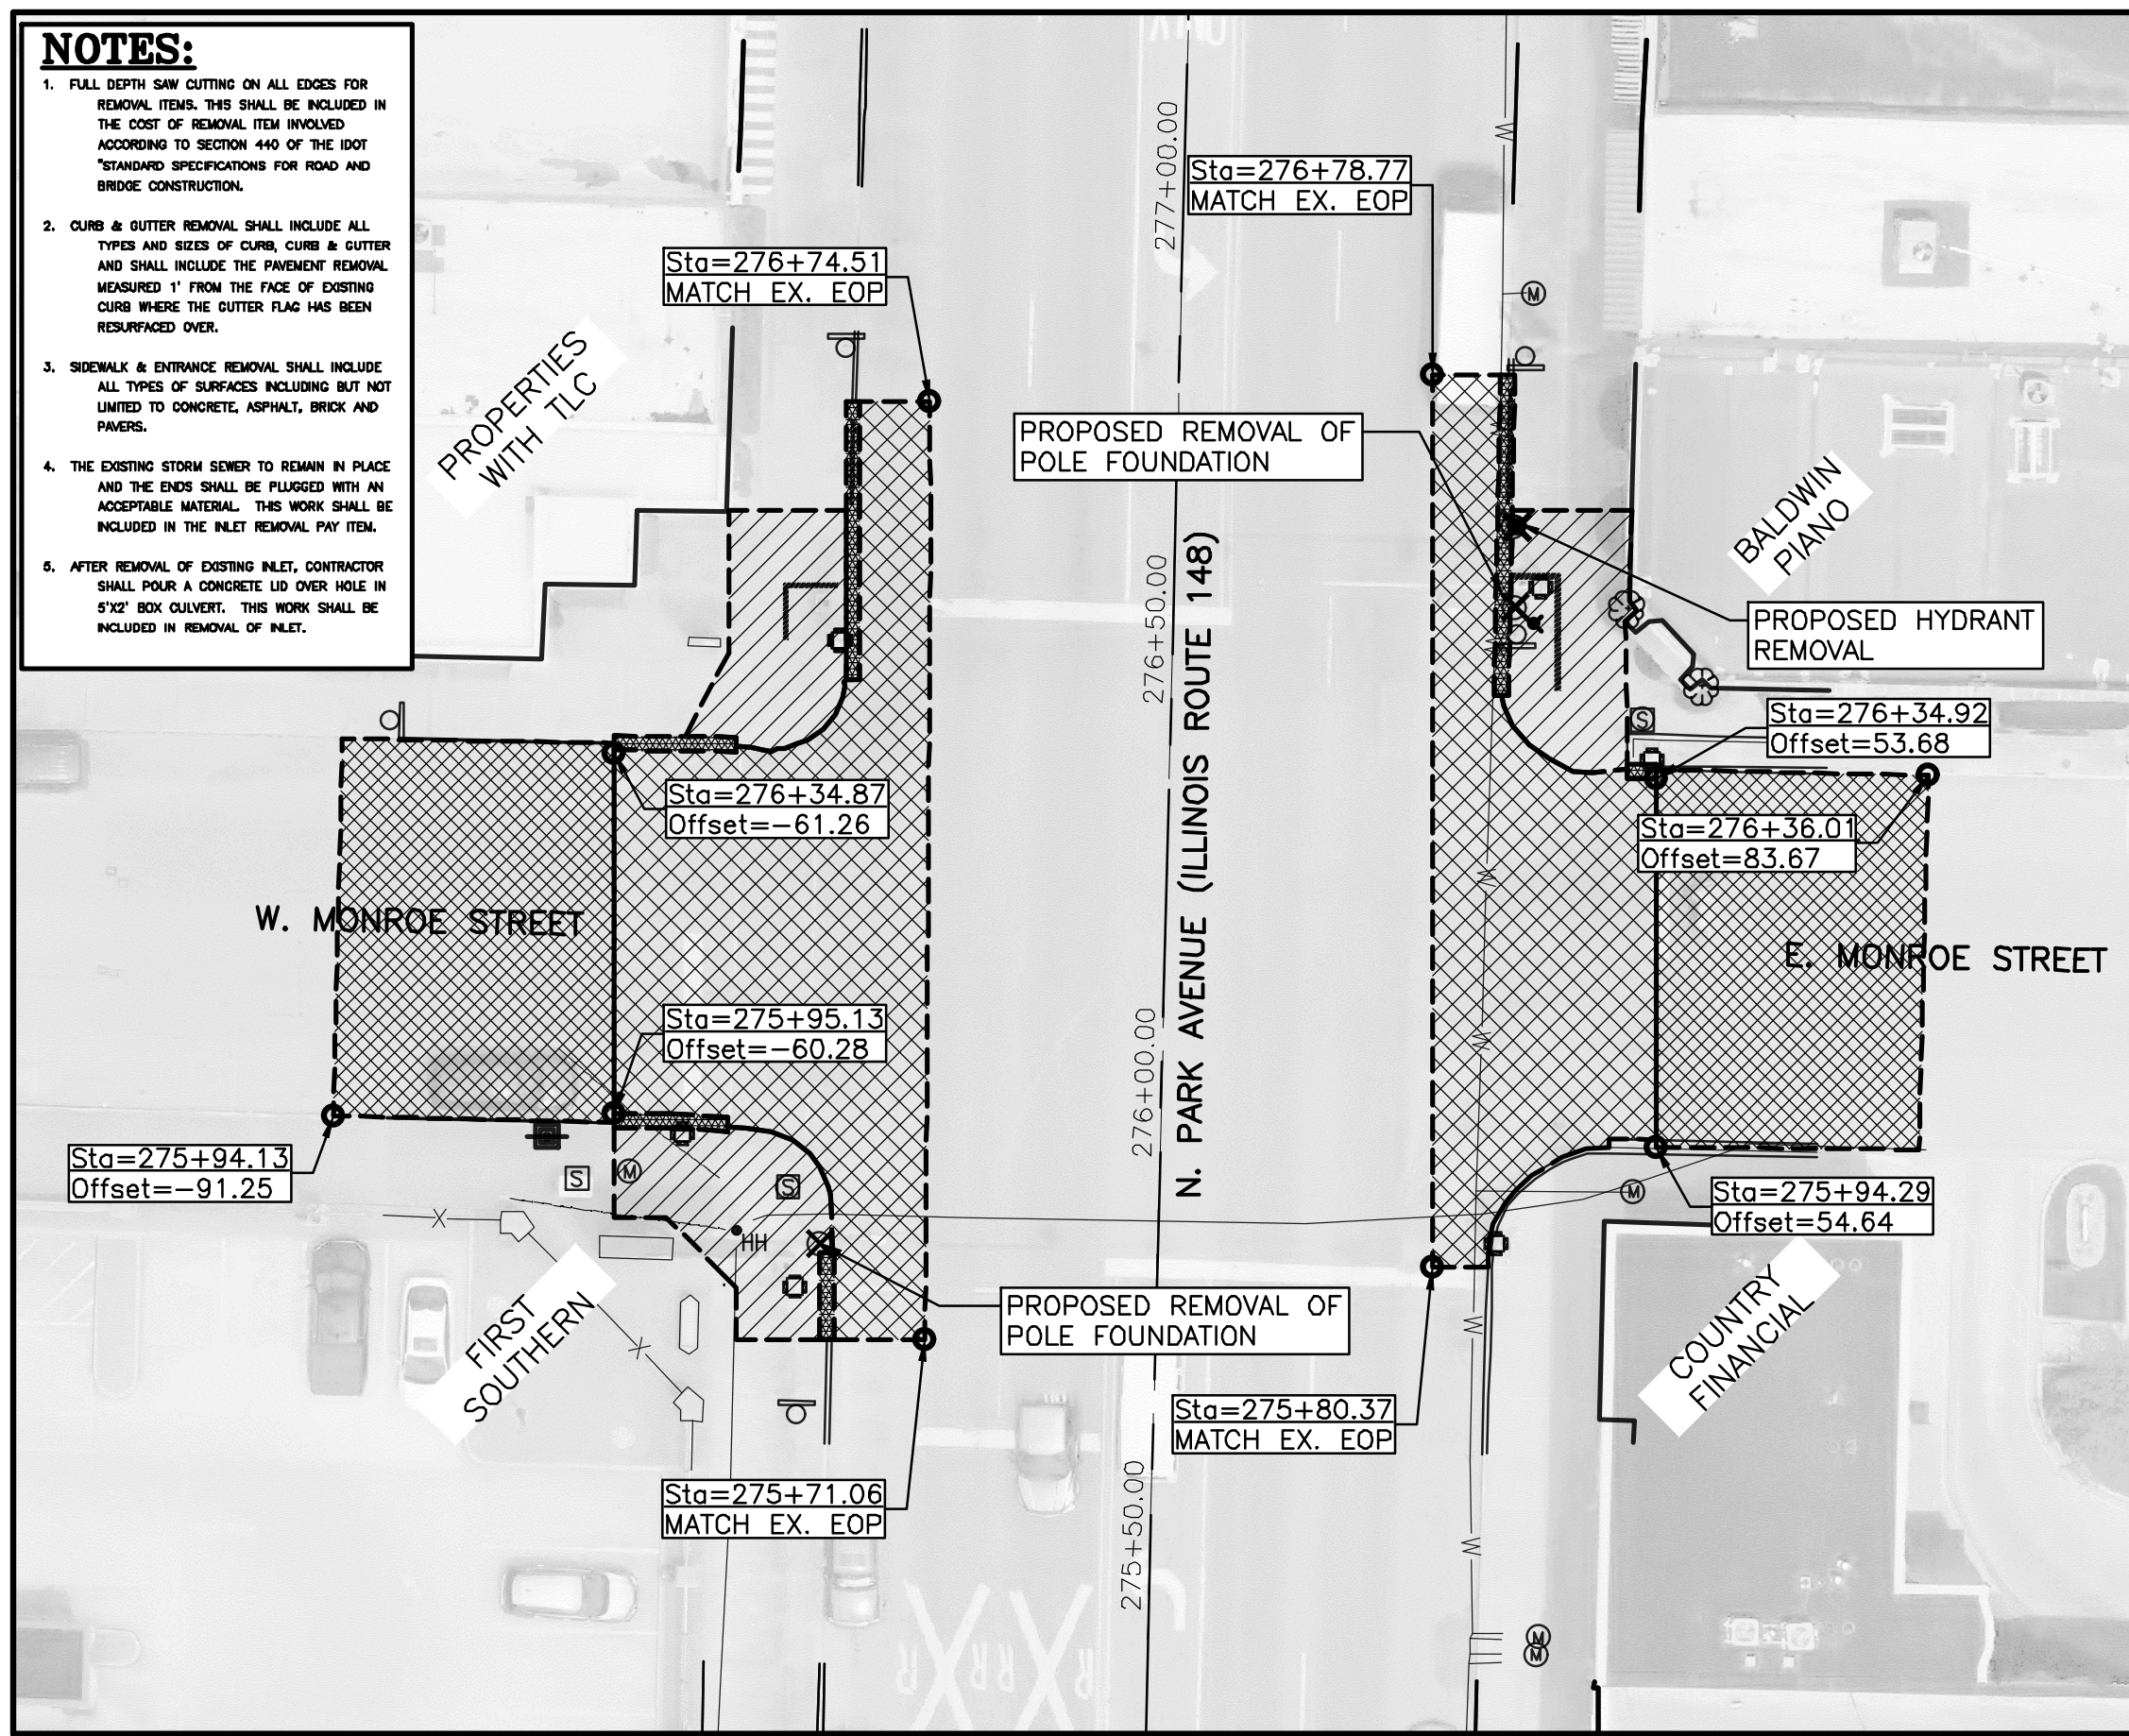 NOTES:
1. FULL DEPTH SAW CUTTING ON ALL EDGES FOR
REMOVAL ITEMS. THIS SHALL BE INCLUDED IN
THE COST OF REMOVAL ITEM INVOLVED
ACCORDING TO SECTION 440 OF THE IDOT
"STANDARD SPECIFICATIONS FOR ROAD AND
BRIDGE CONSTRUCTION.
2. CURB & GUTTER REMOVAL SHALL INCLUDE ALL
TYPES AND SIZES OF CURB, CURB & GUTTER
AND SHALL INCLUDE THE PAVEMENT REMOVAL
MEASURED 1' FROM THE FACE OF EXISTING
CURB WHERE THE GUTTER FLAG HAS BEEN
RESURFACED OVER.
3. SIDEWALK & ENTRANCE REMOVAL SHALL INCLUDE
ALL TYPES OF SURFACES INCLUDING BUT NOT
LIMITED TO CONCRETE, ASPHALT, BRICK AND
PAVERS.
4. THE EXISTING STORM SEWER TO REMAIN IN PLACE
AND THE ENDS SHALL BE PLUGGED WITH AN
ACCEPTABLE MATERIAL. THIS WORK SHALL BE
INCLUDED IN THE INLET REMOVAL PAY ITEM.
5. AFTER REMOVAL OF EXISTING INLET, CONTRACTOR
SHALL POUR A CONCRETE LID OVER HOLE IN
5'X2' BOX CULVERT. THIS WORK SHALL BE
INCLUDED IN REMOVAL OF INLET.
ONLY
277+00.00
Sta=276+78.77
MATCH EX. EOP
Sta=276+74.51
MATCH EX. EOP
M
PROPERTIES
WITH TLC
PROPOSED REMOVAL OF
POLE FOUNDATION
BALDWIN
PIANO
W
W
W
W
W
W
W
PROPOSED HYDRANT
REMOVAL
276+50.00
N. PARK AVENUE (ILLINOIS ROUTE 148)
S
Sta=276+34.92
Offset=53.68
Sta=276+34.87
Offset=-61.26
Sta=276+36.01
Offset=83.67
W. MONROE STREET
E. MONROE STREET
Sta=275+95.13
Offset=-60.28
276+00.00
Sta=275+94.13
Offset=-91.25
S
M
S
M
Sta=275+94.29
Offset=54.64
X
HH
X
FIRST
SOUTHERN
PROPOSED REMOVAL OF
POLE FOUNDATION
COUNTRY
FINANCIAL
Sta=275+80.37
MATCH EX. EOP
Sta=275+71.06
MATCH EX. EOP
275+50.00
M
M
R R R R